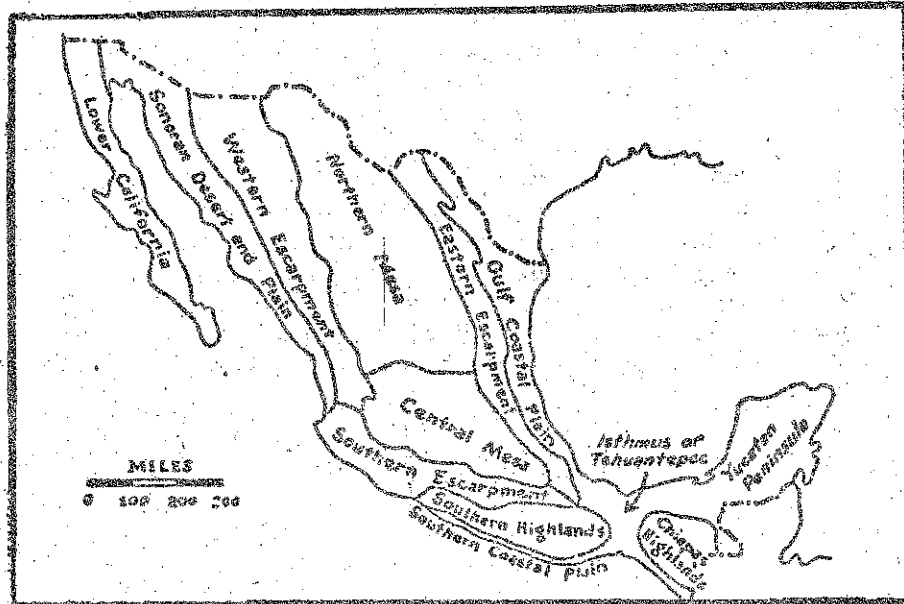 Lower California
Sonoran Desert and Plain
Western Escarpment
Northern Mesa
Eastern Escarpment
Gulf Coastal Plain
Central Mesa
Southern Escarpment
Southern Highlands
Southern Coastal Plain
Isthmus of
Tehuantepec
Yucatan
Peninsula
Chiapas
Highlands
MILES
0 100 200 300